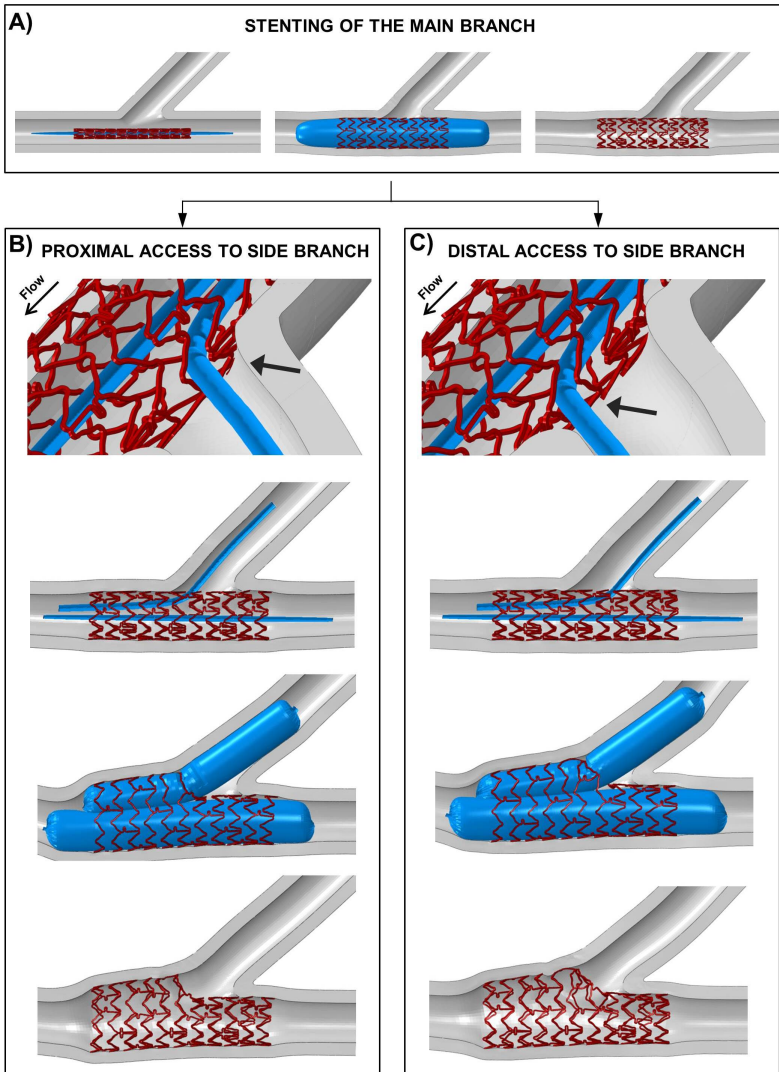 A)
STENTING OF THE MAIN BRANCH
B)
PROXIMAL ACCESS TO SIDE BRANCH
Flow
C)
DISTAL ACCESS TO SIDE BRANCH
Flow